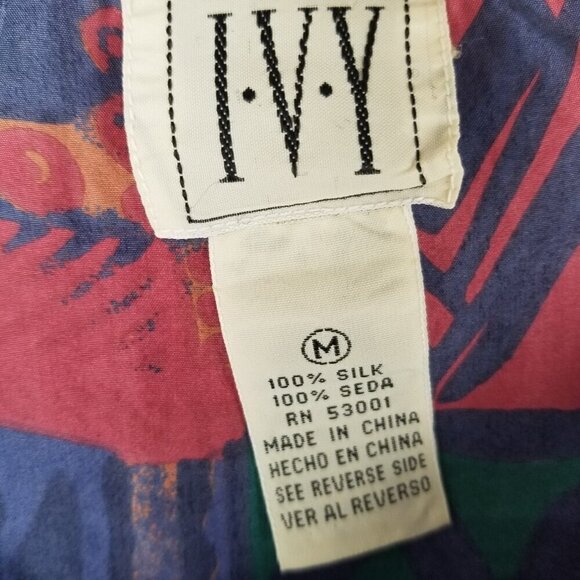 I·V·Y
M
100% SILK
100% SEDA
RN 53001
MADE IN CHINA
HECHO EN CHINA
SEE REVERSE SIDE
VER AL REVERSO